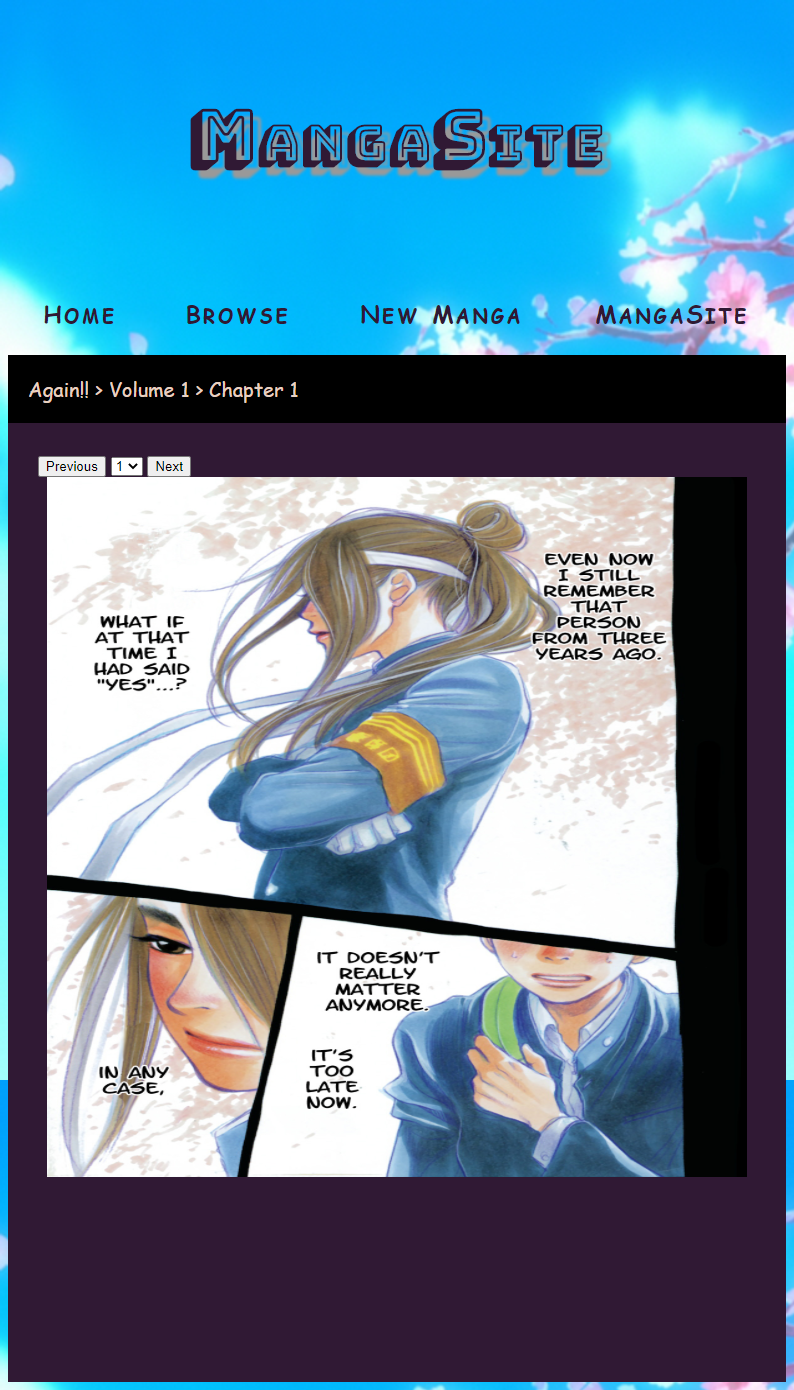 MangaSite
Home Browse New Manga MangaSite
Again!! > Volume 1 > Chapter 1
Previous 1 Next
EVEN NOW
I STILL
REMEMBER
THAT
PERSON
FROM THREE
YEARS AGO.
WHAT IF
AT THAT
TIME I
HAD SAID
"YES"...?
IN ANY
CASE,
IT DOESN'T
REALLY
MATTER
ANYMORE.
IT'S
TOO
LATE
NOW.